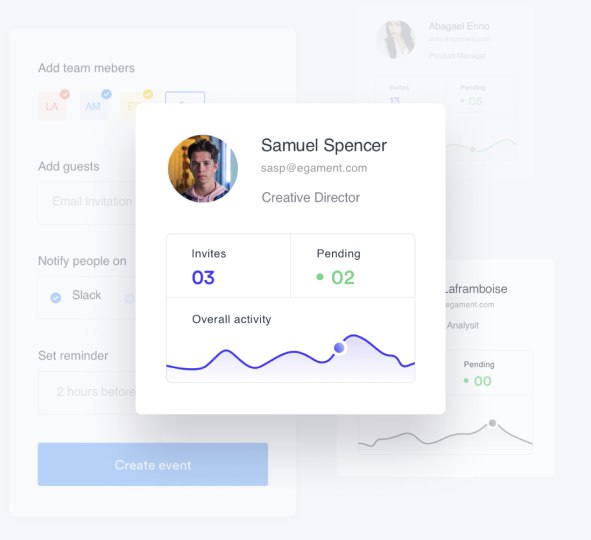 Add team mebers
LA
AM
Add guests
Email invitation
Notify people on
Slack
Set reminder
2 hours before
Create event
Samuel Spencer
sasp@egament.com
Creative Director
Invites
03
Pending
02
Overall activity
Abagael Enno
Product Manager
Invites
13
Pending
05
Laframboise
egament.com
Analysit
Pending
00